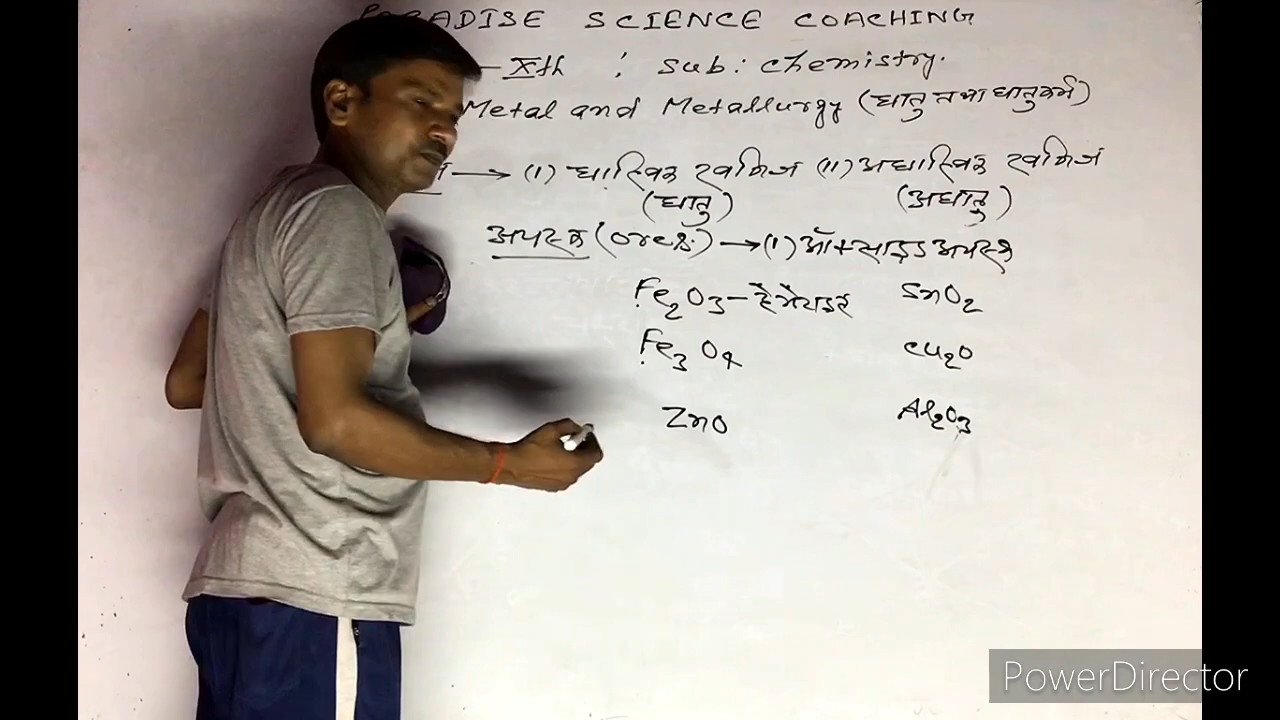 PARADISE SCIENCE COACHING
Xth : Sub: Chemistry.
Metal and Metallurgy (धातु तथा धातुकर्म)
→ (I) धात्विक खनिज (II) अधात्विक खनिज
(धातु) (अधातु)
अयस्क (Ores) → (I) ऑक्साइड अयस्क
Fe₂O₃ - हेमेटाइट SnO₂
Fe₃O₄ Cu₂O
ZnO Al₂O₃
PowerDirector